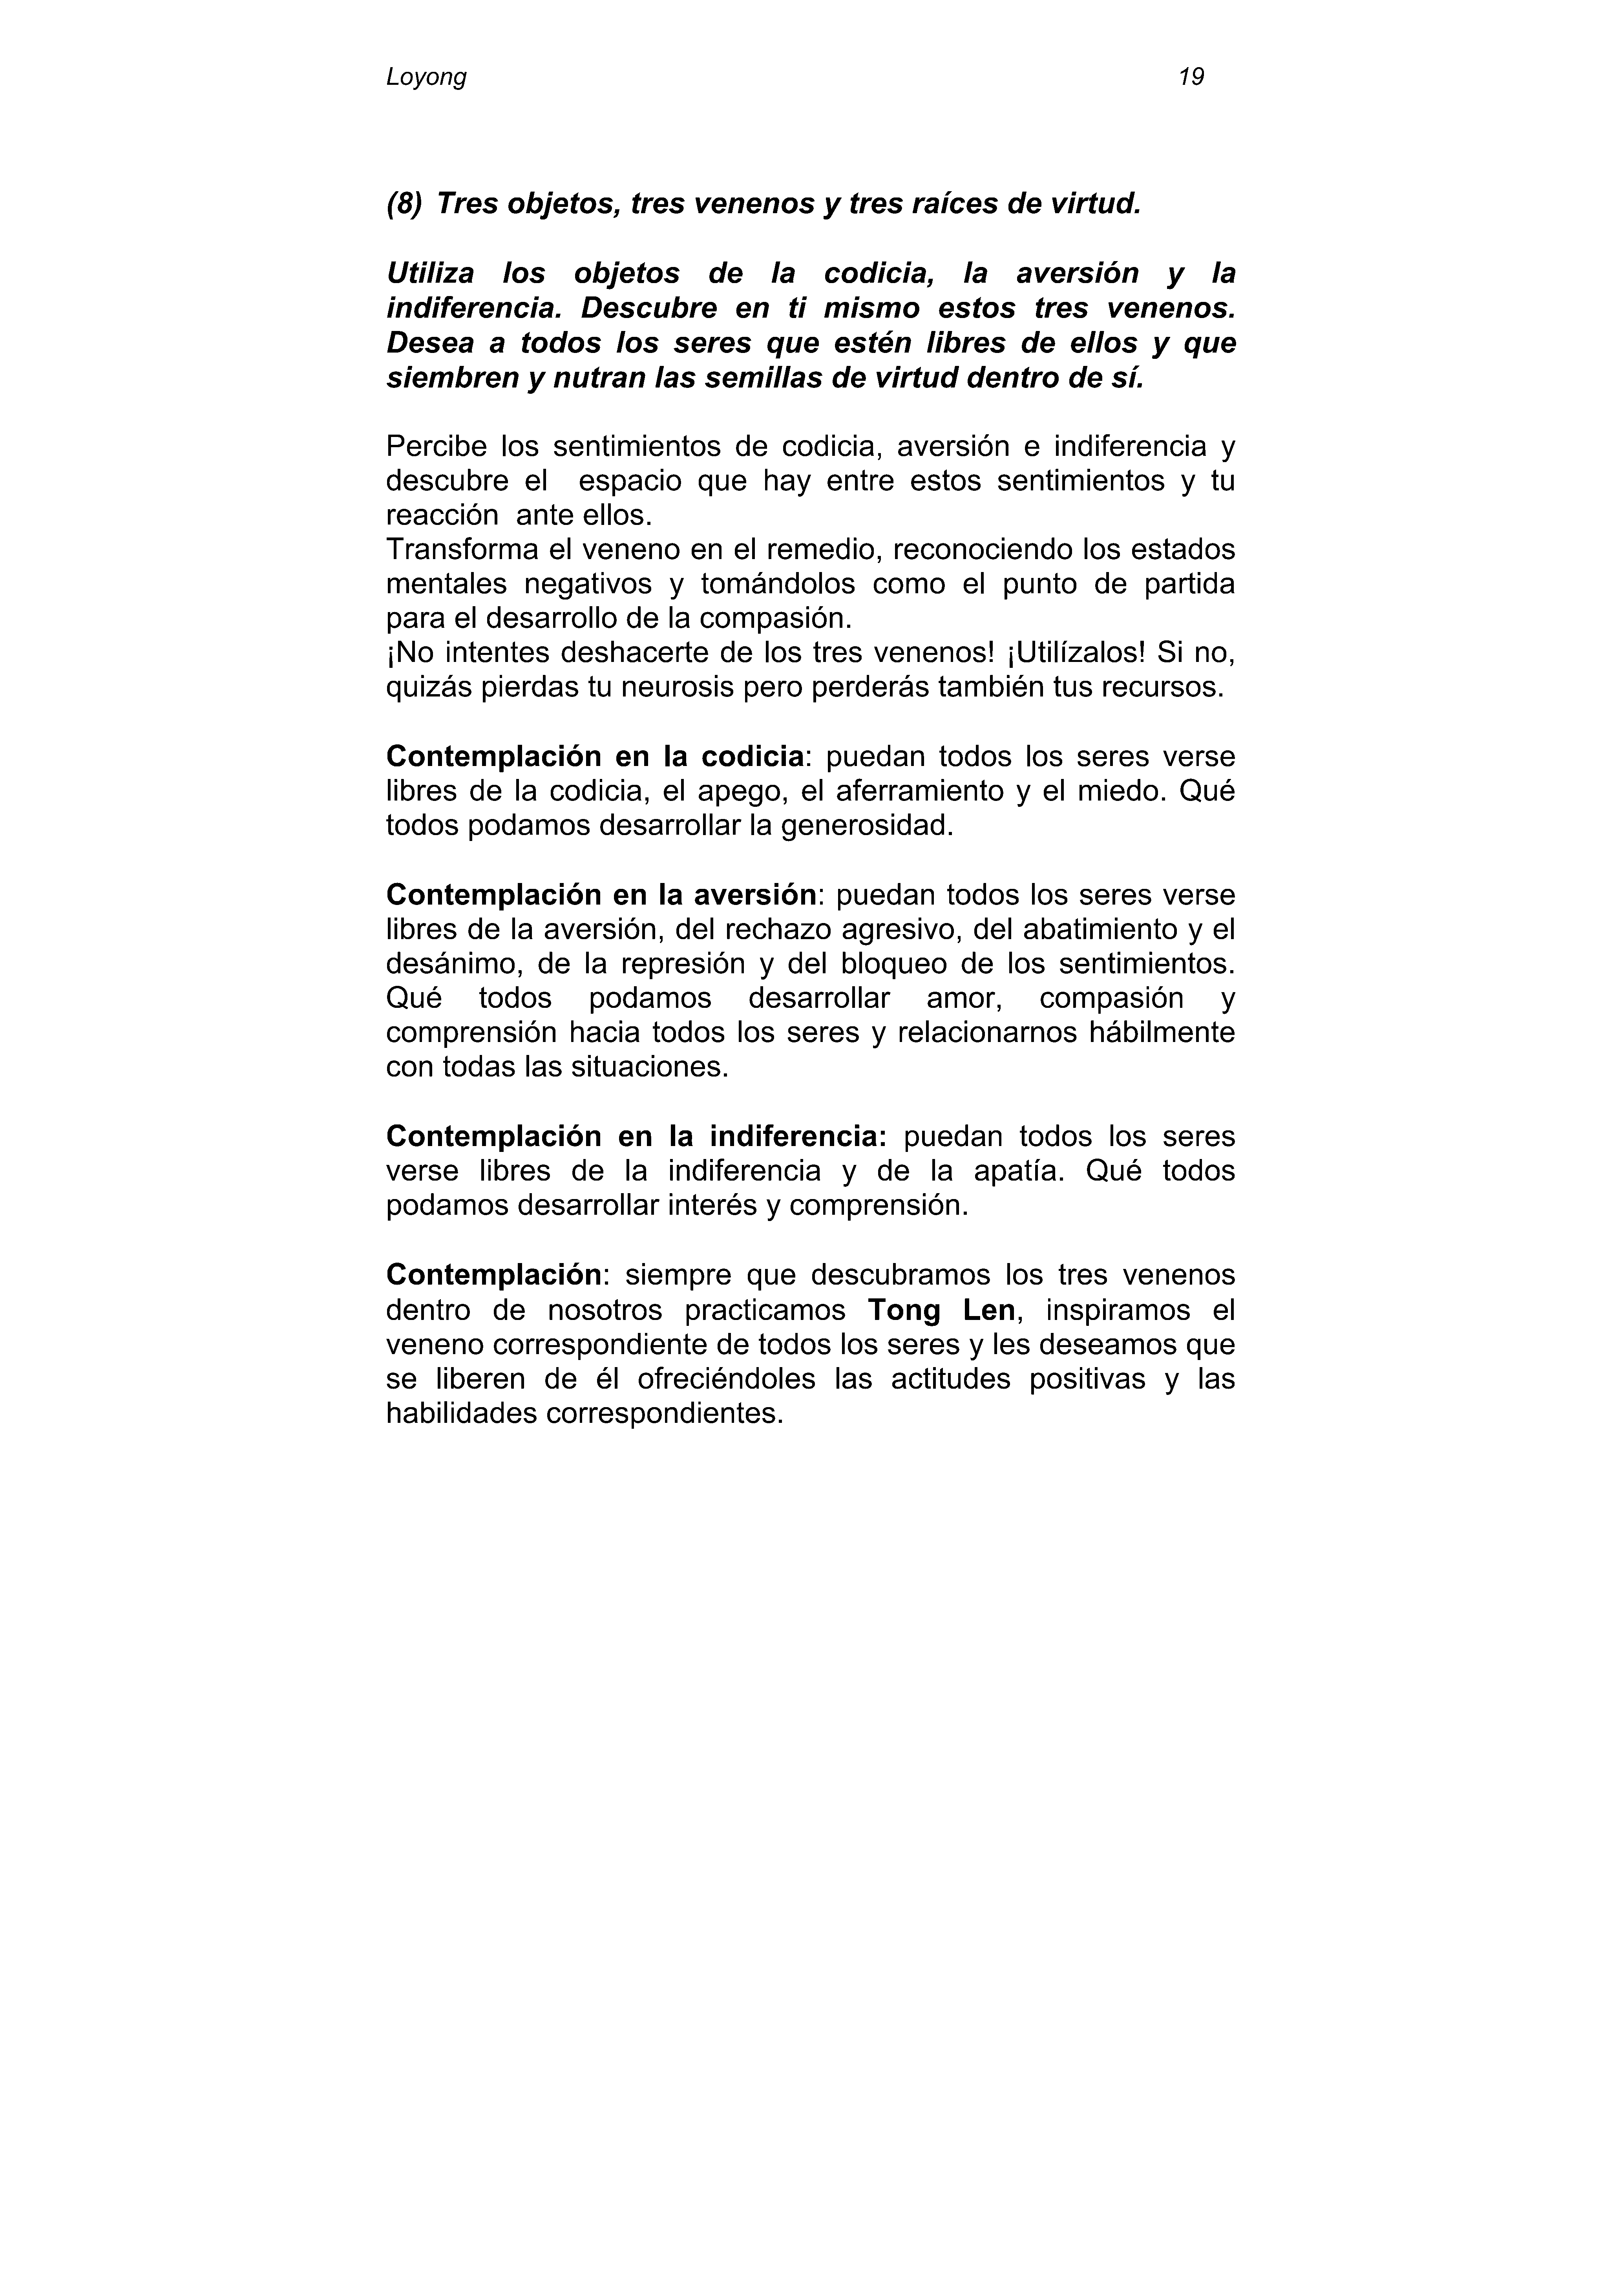 Loyong 19
(8) Tres objetos, tres venenos y tres raíces de virtud.
Utiliza los objetos de la codicia, la aversión y la
indiferencia. Descubre en ti mismo estos tres venenos.
Desea a todos los seres que estén libres de ellos y que
siembren y nutran las semillas de virtud dentro de sí.
Percibe los sentimientos de codicia, aversión e indiferencia y
descubre el espacio que hay entre estos sentimientos y tu
reacción ante ellos.
Transforma el veneno en el remedio, reconociendo los estados
mentales negativos y tomándolos como el punto de partida
para el desarrollo de la compasión.
¡No intentes deshacerte de los tres venenos! ¡Utilízalos! Si no,
quizás pierdas tu neurosis pero perderás también tus recursos.
Contemplación en la codicia: puedan todos los seres verse
libres de la codicia, el apego, el aferramiento y el miedo. Qué
todos podamos desarrollar la generosidad.
Contemplación en la aversión: puedan todos los seres verse
libres de la aversión, del rechazo agresivo, del abatimiento y el
desánimo, de la represión y del bloqueo de los sentimientos.
Qué todos podamos desarrollar amor, compasión y
comprensión hacia todos los seres y relacionarnos hábilmente
con todas las situaciones.
Contemplación en la indiferencia: puedan todos los seres
verse libres de la indiferencia y de la apatía. Qué todos
podamos desarrollar interés y comprensión.
Contemplación: siempre que descubramos los tres venenos
dentro de nosotros practicamos Tong Len, inspiramos el
veneno correspondiente de todos los seres y les deseamos que
se liberen de él ofreciéndoles las actitudes positivas y las
habilidades correspondientes.